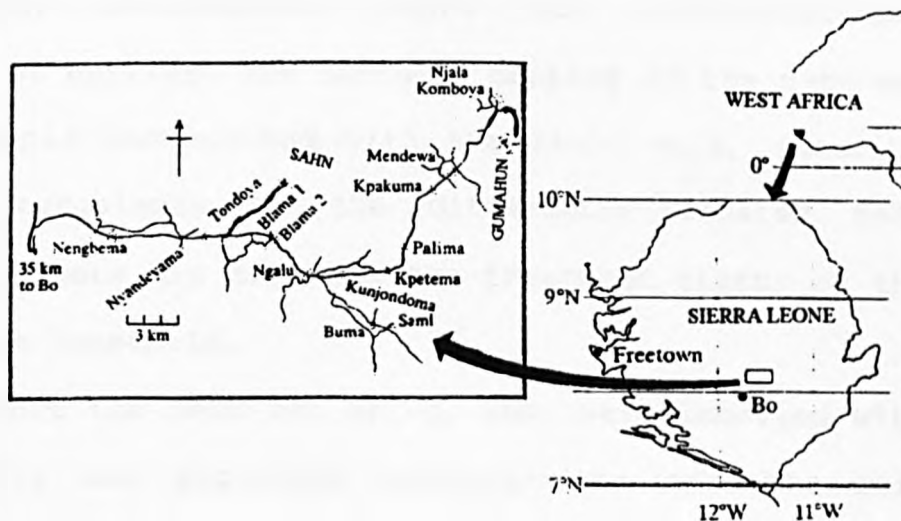 Njala
Komboya
Mendewa
SAHN
GUMAHUN
Kpakuma
Tondoya
Blama 1
Blama 2
Palima
Nengbema
Nyandeyama
Ngalu
Kpetema
Kunjondoma
35 km
to Bo
3 km
Buma
Sami
WEST AFRICA
0°
10°N
9°N
SIERRA LEONE
Freetown
Bo
7°N
12°W
11°W